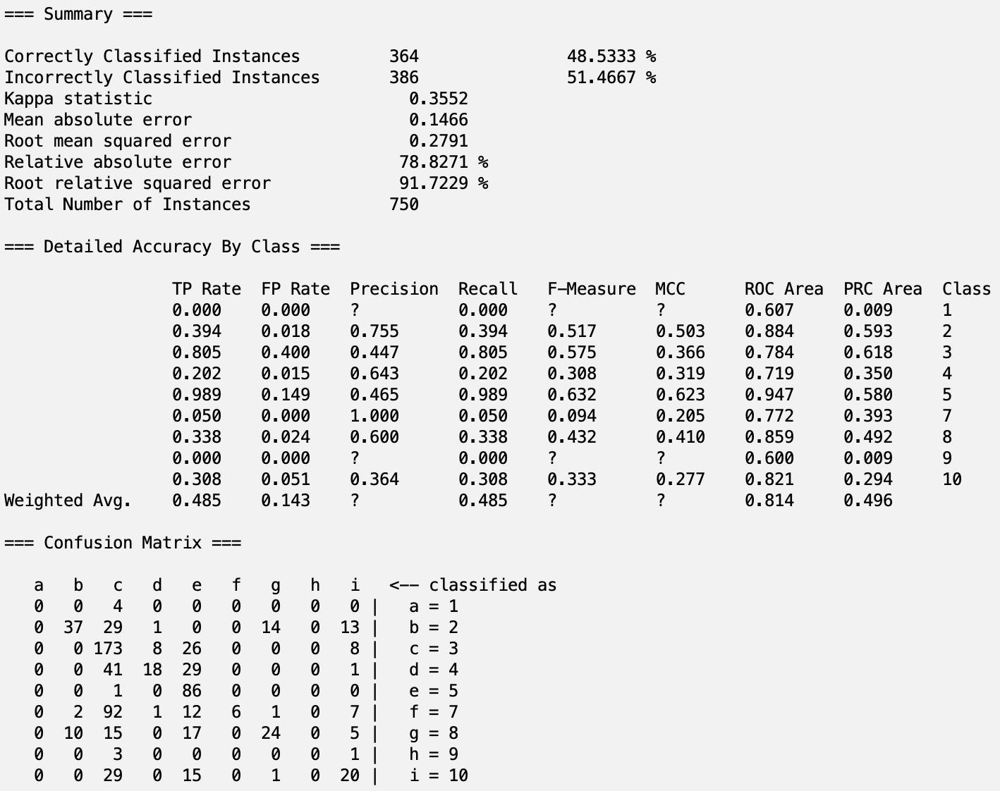 === Summary ===
Correctly Classified Instances 364 48.5333 %
Incorrectly Classified Instances 386 51.4667 %
Kappa statistic 0.3552
Mean absolute error 0.1466
Root mean squared error 0.2791
Relative absolute error 78.8271 %
Root relative squared error 91.7229 %
Total Number of Instances 750
=== Detailed Accuracy By Class ===
TP Rate FP Rate Precision Recall F-Measure MCC ROC Area PRC Area Class
0.000 0.000 ? 0.000 ? ? 0.607 0.009 1
0.394 0.018 0.755 0.394 0.517 0.503 0.884 0.593 2
0.805 0.400 0.447 0.805 0.575 0.366 0.784 0.618 3
0.202 0.015 0.643 0.202 0.308 0.319 0.719 0.350 4
0.989 0.149 0.465 0.989 0.632 0.623 0.947 0.580 5
0.050 0.000 1.000 0.050 0.094 0.205 0.772 0.393 7
0.338 0.024 0.600 0.338 0.432 0.410 0.859 0.492 8
0.000 0.000 ? 0.000 ? ? 0.600 0.009 9
0.308 0.051 0.364 0.308 0.333 0.277 0.821 0.294 10
Weighted Avg. 0.485 0.143 ? 0.485 ? ? 0.814 0.496
=== Confusion Matrix ===
a b c d e f g h i <-- classified as
0 0 4 0 0 0 0 0 0 | a = 1
0 37 29 1 0 0 14 0 13 | b = 2
0 0 173 8 26 0 0 0 8 | c = 3
0 0 41 18 29 0 0 0 1 | d = 4
0 0 1 0 86 0 0 0 0 | e = 5
0 2 92 1 12 6 1 0 7 | f = 7
0 10 15 0 17 0 24 0 5 | g = 8
0 0 3 0 0 0 0 0 1 | h = 9
0 0 29 0 15 0 1 0 20 | i = 10